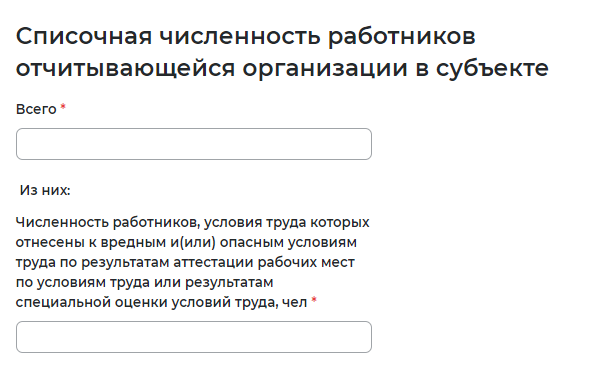 Списочная численность работников
отчитывающейся организации в субъекте
Всего *
Из них:
Численность работников, условия труда которых
отнесены к вредным и(или) опасным условиям
труда по результатам аттестации рабочих мест
по условиям труда или результатам
специальной оценки условий труда, чел *